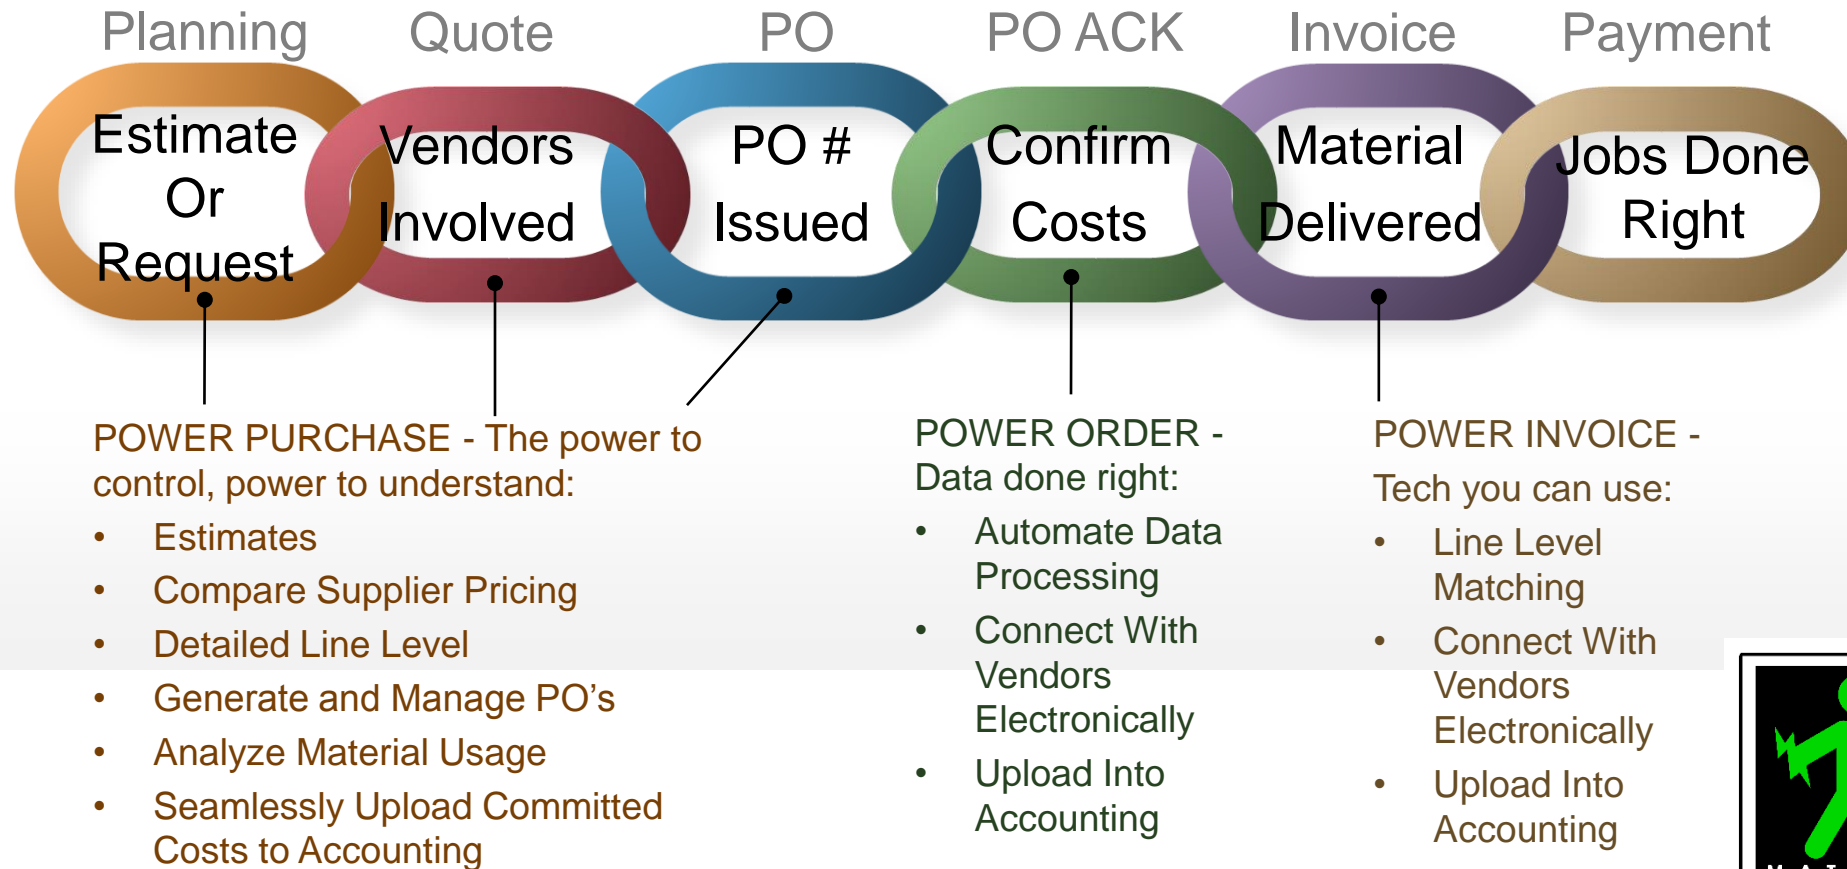 Planning
Quote
PO
PO ACK
Invoice
Payment
Estimate
Or
Request
Vendors
Involved
PO #
Issued
Confirm
Costs
Material
Delivered
Jobs Done
Right
POWER PURCHASE - The power to
control, power to understand:
• Estimates
• Compare Supplier Pricing
• Detailed Line Level
• Generate and Manage PO’s
• Analyze Material Usage
• Seamlessly Upload Committed
Costs to Accounting
POWER ORDER -
Data done right:
• Automate Data
Processing
• Connect With
Vendors
Electronically
• Upload Into
Accounting
POWER INVOICE -
Tech you can use:
• Line Level
Matching
• Connect With
Vendors
Electronically
• Upload Into
Accounting